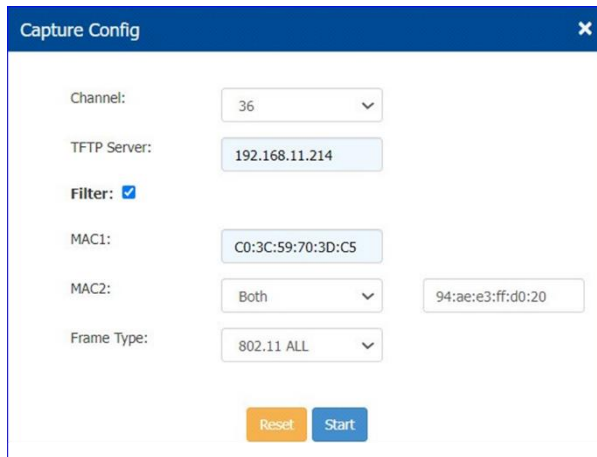 Capture Config
Channel: 36
TFTP Server: 192.168.11.214
Filter:
MAC1: C0:3C:59:70:3D:C5
MAC2: Both 94:ae:e3:ff:d0:20
Frame Type: 802.11 ALL
Reset Start